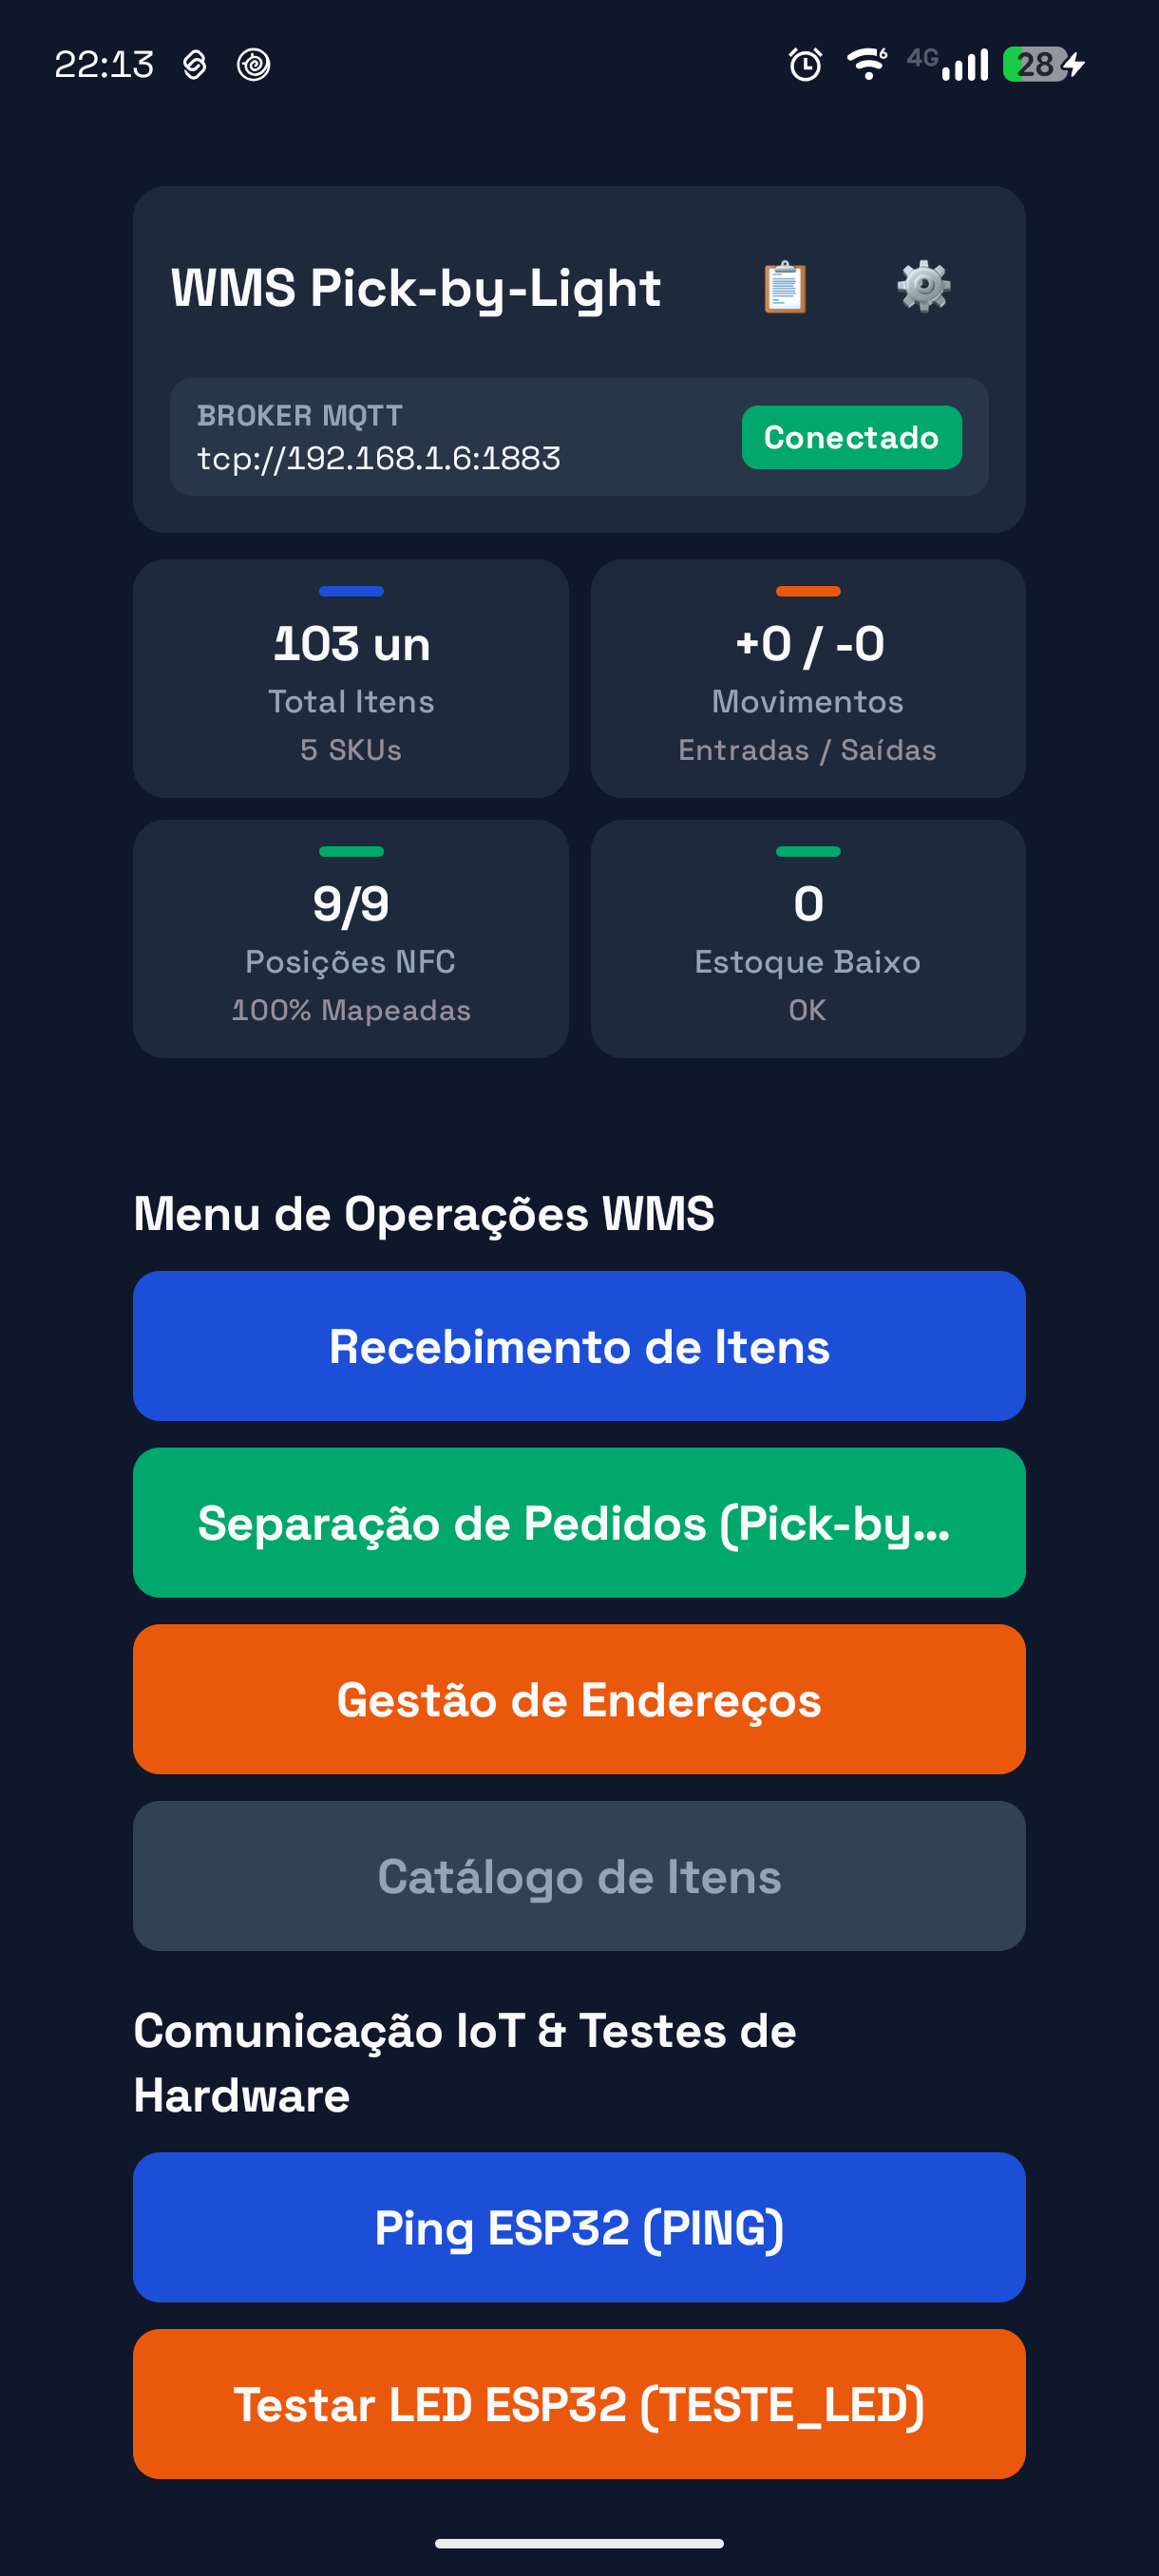 22:13
6
4G
28
WMS Pick-by-Light
BROKER MQTT
tcp://192.168.1.6:1883
Conectado
103 un
Total Itens
5 SKUs
+0 / -0
Movimentos
Entradas / Saídas
9/9
Posições NFC
100% Mapeadas
0
Estoque Baixo
OK
Menu de Operações WMS
Recebimento de Itens
Separação de Pedidos (Pick-by...
Gestão de Endereços
Catálogo de Itens
Comunicação IoT & Testes de
Hardware
Ping ESP32 (PING)
Testar LED ESP32 (TESTE_LED)